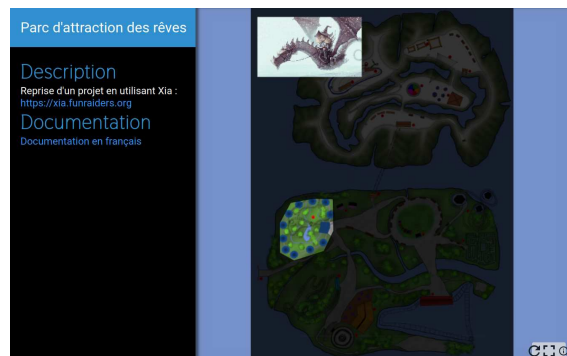 Parc d'attraction des rêves
Description
Reprise d'un projet en utilisant Xia :
https://xia.funraiders.org
Documentation
Documentation en français